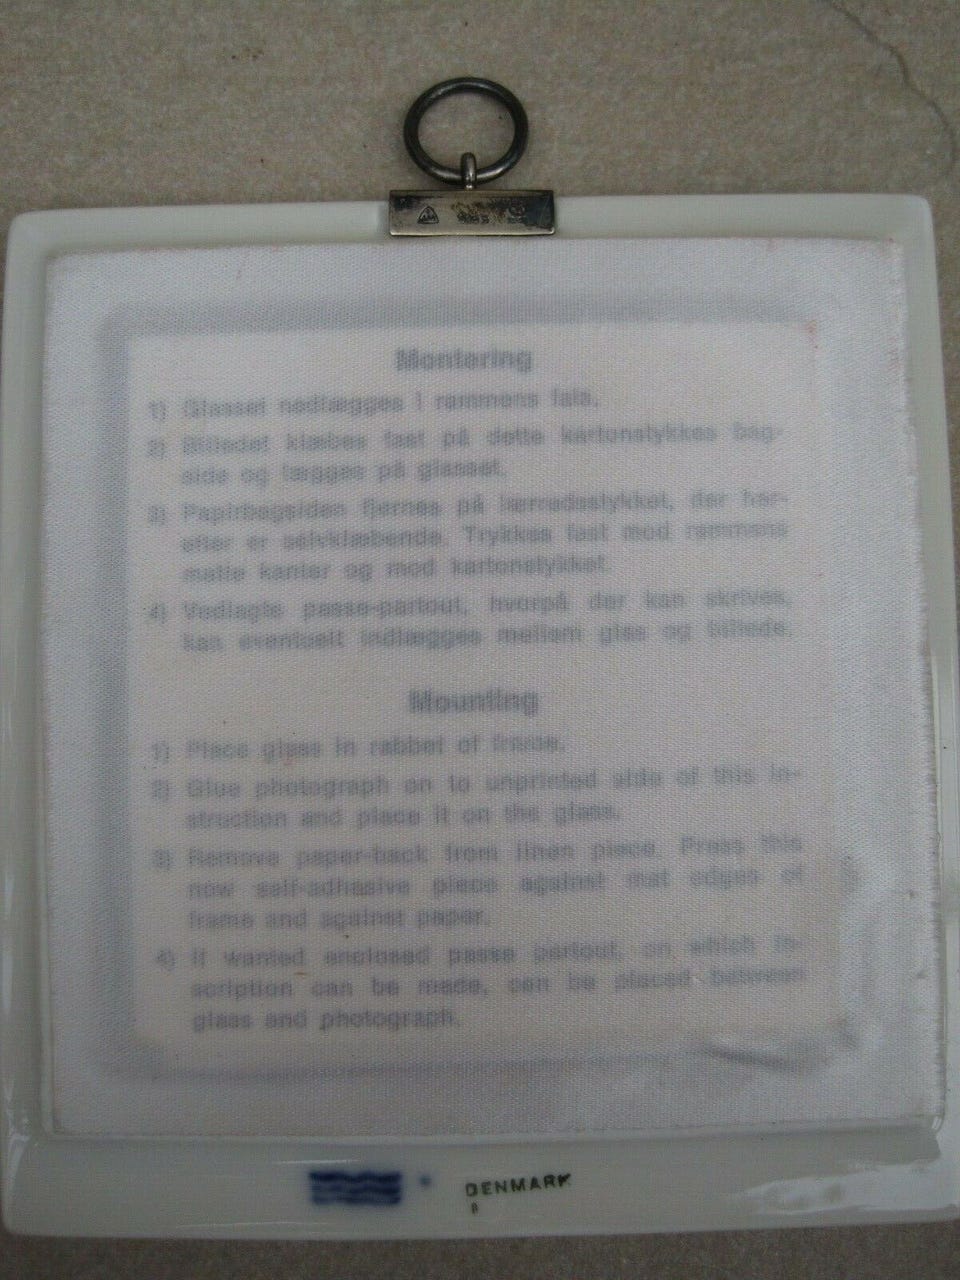 Montering
1) Glasset nedlægges i rammens fals.
2) Billedet klæbes fast på dette kartonstykkes bag-
side og lægges på glasset.
3) Papirbagsiden fjernes på lærredsstykket, der her-
efter er selvklæbende. Trykkes fast mod rammens
matte kanter og mod kartonstykket.
4) Vedlagte passe-partout, hvorpå der kan skrives,
kan eventuelt indlægges mellem glas og billede.
Mounting
1) Place glass in rabbet of frame.
2) Glue photograph on to unprinted side of this in-
struction and place it on the glass.
3) Remove paper-back from linen piece. Press this
now self-adhesive piece against mat edges of
frame and against paper.
4) If wanted enclosed passe partout, on which in-
scription can be made, can be placed between
glass and photograph.
DENMARK